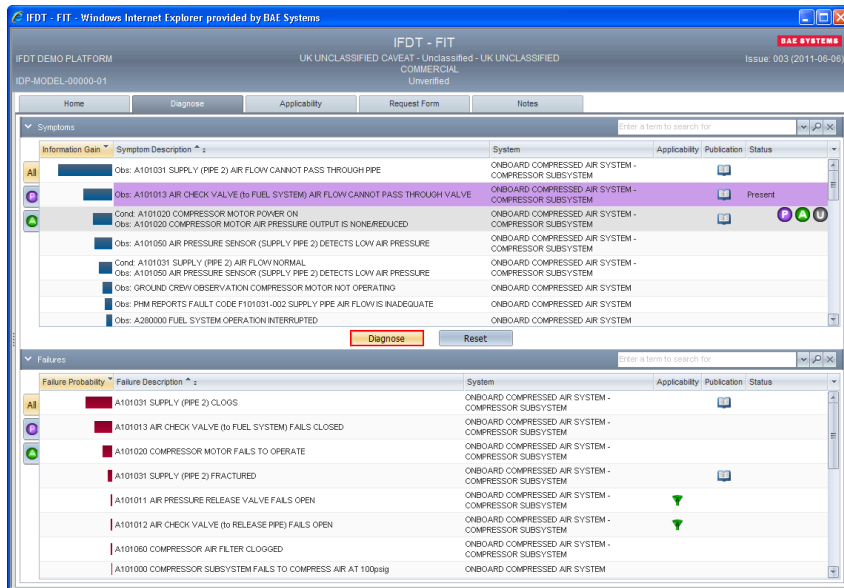 IFDT - FIT - Windows Internet Explorer provided by BAE Systems
IFDT - FIT
BAE SYSTEMS
IFDT DEMO PLATFORM
UK UNCLASSIFIED CAVEAT - Unclassified - UK UNCLASSIFIED
Issue: 003 (2011-06-06)
COMMERCIAL
IDP-MODEL-00000-01
Unverified
Home Diagnose Applicability Request Form Notes
Symptoms Enter a term to search for
Information Gain Symptom Description System Applicability Publication Status
All
P
A
Obs: A101031 SUPPLY (PIPE 2) AIR FLOW CANNOT PASS THROUGH PIPE
ONBOARD COMPRESSED AIR SYSTEM -
COMPRESSOR SUBSYSTEM
Obs: A101013 AIR CHECK VALVE (to FUEL SYSTEM) AIR FLOW CANNOT PASS THROUGH VALVE
ONBOARD COMPRESSED AIR SYSTEM -
COMPRESSOR SUBSYSTEM
Present
Cond: A101020 COMPRESSOR MOTOR POWER ON
Obs: A101020 COMPRESSOR MOTOR AIR PRESSURE OUTPUT IS NONE/REDUCED
ONBOARD COMPRESSED AIR SYSTEM -
COMPRESSOR SUBSYSTEM
P A U
Obs: A101050 AIR PRESSURE SENSOR (SUPPLY PIPE 2) DETECTS LOW AIR PRESSURE
ONBOARD COMPRESSED AIR SYSTEM -
COMPRESSOR SUBSYSTEM
Cond: A101031 SUPPLY (PIPE 2) AIR FLOW NORMAL
Obs: A101050 AIR PRESSURE SENSOR (SUPPLY PIPE 2) DETECTS LOW AIR PRESSURE
ONBOARD COMPRESSED AIR SYSTEM -
COMPRESSOR SUBSYSTEM
Obs: GROUND CREW OBSERVATION COMPRESSOR MOTOR NOT OPERATING
ONBOARD COMPRESSED AIR SYSTEM
Obs: PHM REPORTS FAULT CODE F101031-002 SUPPLY PIPE AIR FLOW IS INADEQUATE
ONBOARD COMPRESSED AIR SYSTEM
Obs: A280000 FUEL SYSTEM OPERATION INTERRUPTED
ONBOARD COMPRESSED AIR SYSTEM
Diagnose Reset
Failures Enter a term to search for
Failure Probability Failure Description System Applicability Publication Status
All
P
A
A101031 SUPPLY (PIPE 2) CLOGS
ONBOARD COMPRESSED AIR SYSTEM -
COMPRESSOR SUBSYSTEM
A101013 AIR CHECK VALVE (to FUEL SYSTEM) FAILS CLOSED
ONBOARD COMPRESSED AIR SYSTEM -
COMPRESSOR SUBSYSTEM
A101020 COMPRESSOR MOTOR FAILS TO OPERATE
ONBOARD COMPRESSED AIR SYSTEM -
COMPRESSOR SUBSYSTEM
A101031 SUPPLY (PIPE 2) FRACTURED
ONBOARD COMPRESSED AIR SYSTEM -
COMPRESSOR SUBSYSTEM
A101011 AIR PRESSURE RELEASE VALVE FAILS OPEN
ONBOARD COMPRESSED AIR SYSTEM -
COMPRESSOR SUBSYSTEM
A101012 AIR CHECK VALVE (to RELEASE PIPE) FAILS OPEN
ONBOARD COMPRESSED AIR SYSTEM -
COMPRESSOR SUBSYSTEM
A101060 COMPRESSOR AIR FILTER CLOGGED
ONBOARD COMPRESSED AIR SYSTEM -
COMPRESSOR SUBSYSTEM
A101000 COMPRESSOR SUBSYSTEM FAILS TO COMPRESS AIR AT 100psig
ONBOARD COMPRESSED AIR SYSTEM